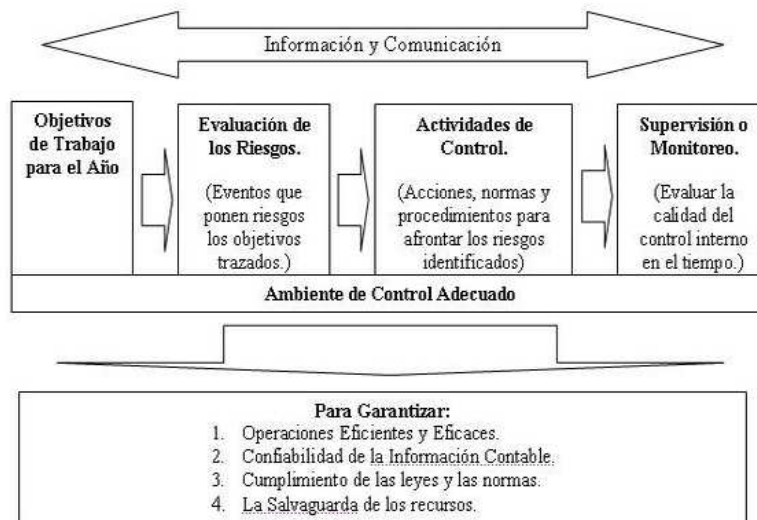 Información y Comunicación
Objetivos
de Trabajo
para el Año
Evaluación de
los Riesgos.
(Eventos que
ponen riesgos
los objetivos
trazados.)
Actividades de
Control.
(Acciones, normas y
procedimientos para
afrontar los riesgos
identificados)
Supervisión o
Monitoreo.
(Evaluar la
calidad del
control interno
en el tiempo.)
Ambiente de Control Adecuado
Para Garantizar:
1. Operaciones Eficientes y Eficaces.
2. Confiabilidad de la Información Contable.
3. Cumplimiento de las leyes y las normas.
4. La Salvaguarda de los recursos.